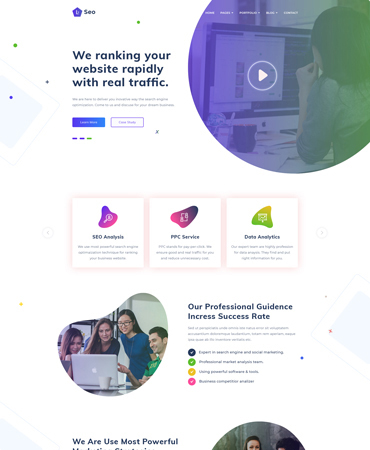 Seo
HOME PAGES PORTFOLIO BLOG CONTACT
We ranking your
website rapidly
with real traffic.
We are here to deliver you inovative way the search engine
optimization. Come to us and discuss for your dream business
Learn More Case Study
SEO Analysis
We use most powerful search engine
optimization technique for ranking
your business website.
PPC Service
PPC stands for pay per click. We
ensure good and real traffic for you
and reduce unnecessary cost.
Data Analytics
Our expert team are highly profession
for data enigma. They find unique
right information for you.
Our Professional Guidence
Incress Success Rate
Sed ut perspiciatis unde omnis iste natus error sit voluptatem
accusantium doloremque laudantium, totam rem aperiam, eaque
ipsa quae ab illo inventore veritatis est.
Expert in search engine and social marketing.
Professional market analysis team.
Using powerful software & tools.
Business competitor analizer
We Are Use Most Powerful